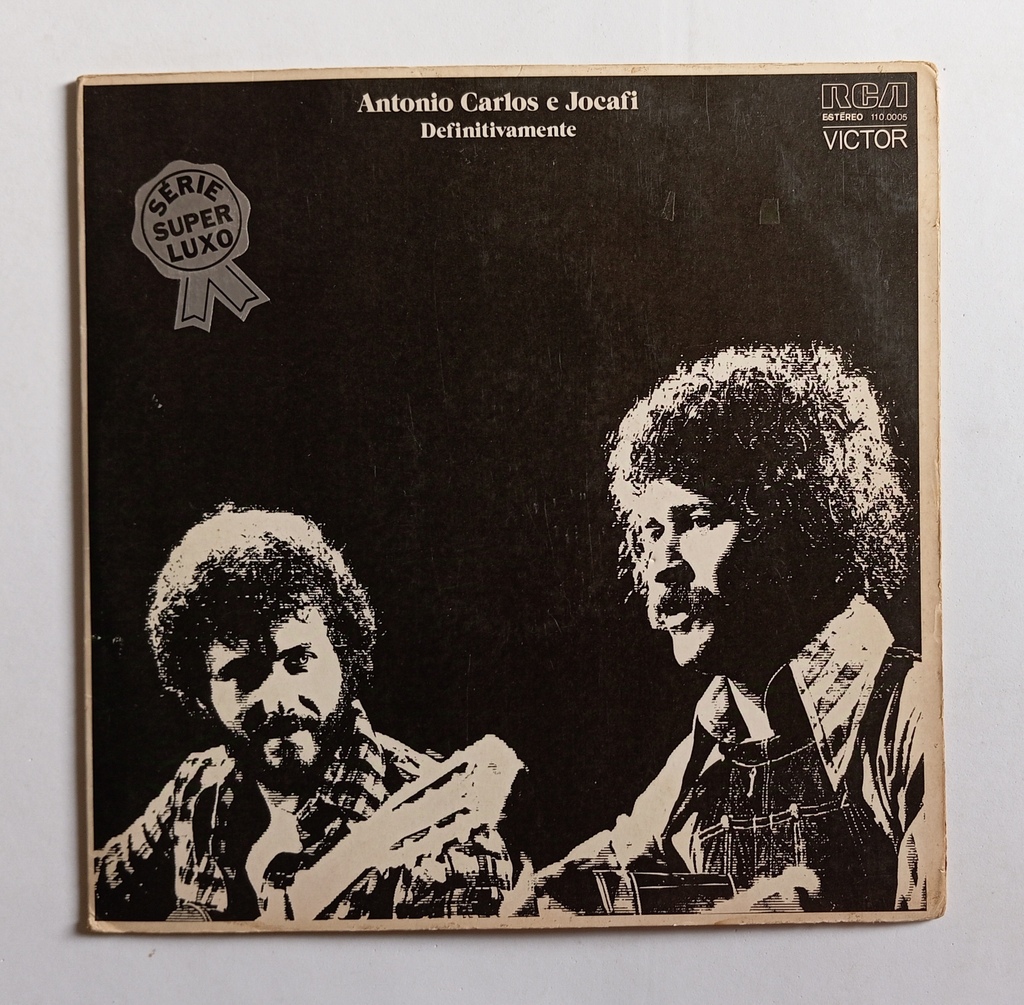 Antonio Carlos e Jocafi
Definitivamente
RCA
ESTÉREO 110.0005
VICTOR
SÉRIE
SUPER
LUXO